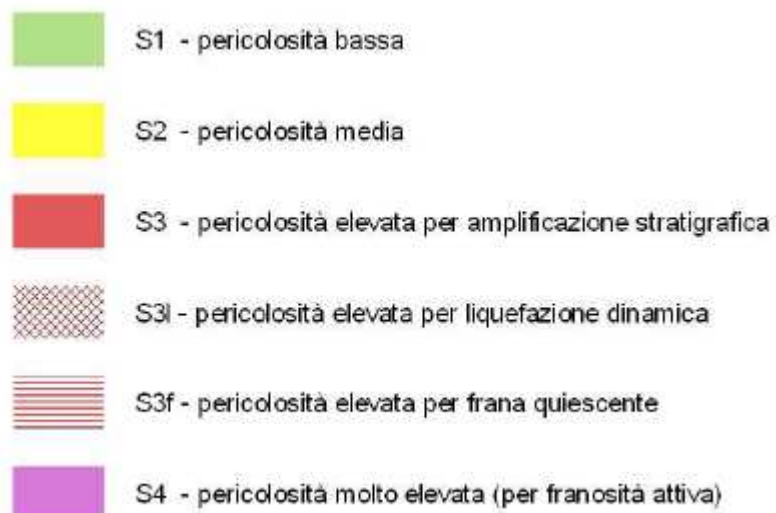 S1 - pericolosità bassa
S2 - pericolosità media
S3 - pericolosità elevata per amplificazione stratigrafica
S3l - pericolosità elevata per liquefazione dinamica
S3f - pericolosità elevata per frana quiescente
S4 - pericolosità molto elevata (per franosità attiva)